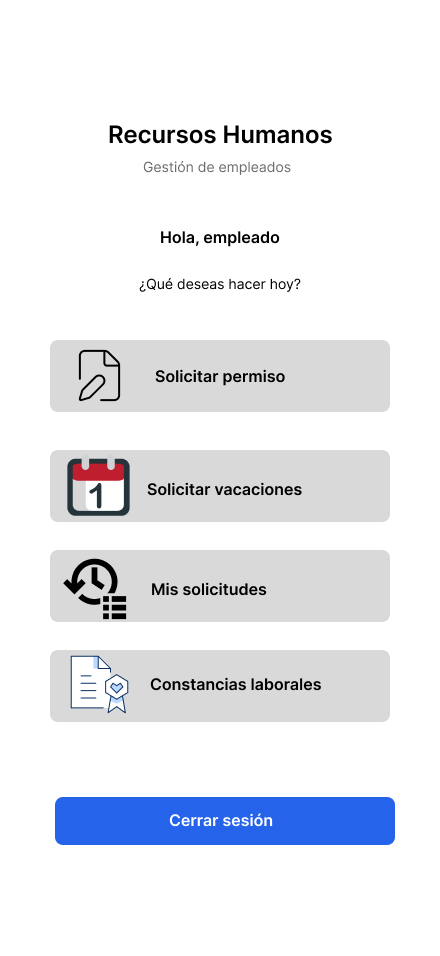 Recursos Humanos
Gestión de empleados
Hola, empleado
¿Qué deseas hacer hoy?
Solicitar permiso
1
Solicitar vacaciones
Mis solicitudes
Constancias laborales
Cerrar sesión